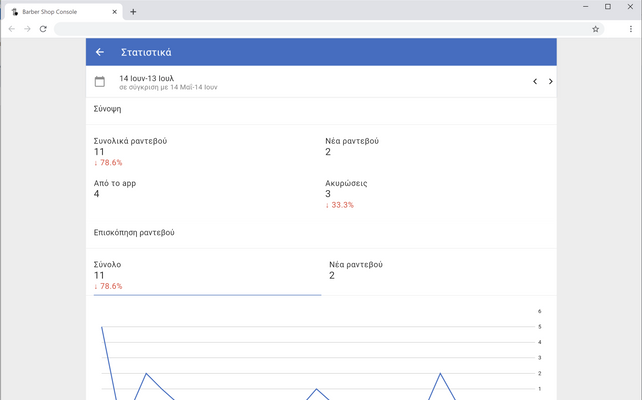 Barber Shop Console
Στατιστικά
14 Ιουν-13 Ιουλ
σε σύγκριση με 14 Μαΐ-14 Ιουν
Σύνοψη
Συνολικά ραντεβού
11
↓ 78.6%
Νέα ραντεβού
2
Από το app
4
Ακυρώσεις
3
↓ 33.3%
Επισκόπηση ραντεβού
Σύνολο
11
↓ 78.6%
Νέα ραντεβού
2
6
5
4
3
2
1